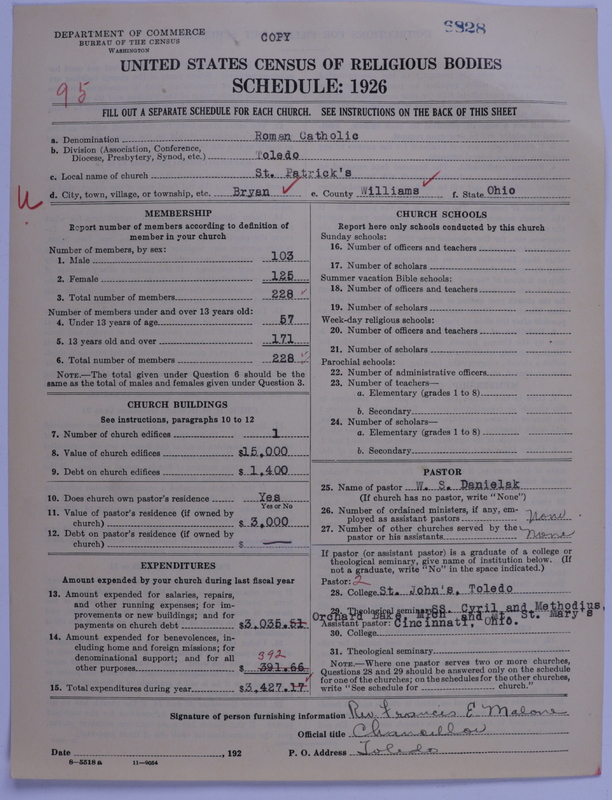 DEPARTMENT OF COMMERCE
BUREAU OF THE CENSUS
WASHINGTON
COPY
9828
UNITED STATES CENSUS OF RELIGIOUS BODIES
SCHEDULE: 1926
95
FILL OUT A SEPARATE SCHEDULE FOR EACH CHURCH. SEE INSTRUCTIONS ON THE BACK OF THIS SHEET
a. Denomination Roman Catholic
b. Division (Association, Conference,
Diocese, Presbytery, Synod, etc.) Toledo
c. Local name of church St. Patrick's
d. City, town, village, or township, etc. Bryan e. County Williams f. State Ohio
MEMBERSHIP
Report number of members according to definition of
member in your church
Number of members, by sex:
1. Male 103
2. Female 125
3. Total number of members 228
Number of members under and over 13 years old:
4. Under 13 years of age 57
5. 13 years old and over 171
6. Total number of members 228
NOTE.—The total given under Question 6 should be the
same as the total of males and females given under Question 3.
CHURCH BUILDINGS
See instructions, paragraphs 10 to 12
7. Number of church edifices 1
8. Value of church edifices $15,000
9. Debt on church edifices $1,400
10. Does church own pastor's residence Yes
Yes or No
11. Value of pastor's residence (if owned by
church) $3,000
12. Debt on pastor's residence (if owned by
church) $ —
EXPENDITURES
Amount expended by your church during last fiscal year
13. Amount expended for salaries, repairs,
and other running expenses; for im-
provements or new buildings; and for
payments on church debt $3,035.51
14. Amount expended for benevolences, in-
cluding home and foreign missions; for
denominational support; and for all
392
other purposes $391.66
15. Total expenditures during year $3,427.17
CHURCH SCHOOLS
Report here only schools conducted by this church
Sunday schools:
16. Number of officers and teachers
17. Number of scholars
Summer vacation Bible schools:
18. Number of officers and teachers
19. Number of scholars
Week-day religious schools:
20. Number of officers and teachers
21. Number of scholars
Parochial schools:
22. Number of administrative officers
23. Number of teachers—
a. Elementary (grades 1 to 8)
b. Secondary
24. Number of scholars—
a. Elementary (grades 1 to 8)
b. Secondary
PASTOR
25. Name of pastor W. S. Danielak
(If church has no pastor, write "None")
26. Number of ordained ministers, if any, em-
ployed as assistant pastors None
27. Number of other churches served by the
pastor or his assistants None
If pastor (or assistant pastor) is a graduate of a college or
theological seminary, give name of institution below. (If
not a graduate, write "No" in the space indicated.)
Pastor: 2
28. College St. John's, Toledo
29. Theological seminary SS. Cyril and Methodius,
Orchard Lake, Mich. and Mt. St. Mary's
Assistant pastor: Cincinnati, Ohio.
30. College
31. Theological seminary
NOTE.—Where one pastor serves two or more churches,
Questions 28 and 29 should be answered only on the schedule
for one of the churches; on the schedules for the other churches,
write "See schedule for church."
Signature of person furnishing information Rev. Francis E. Malone
Official title Chancellor
Date , 192 P. O. Address Toledo
8—5518a 11—9034